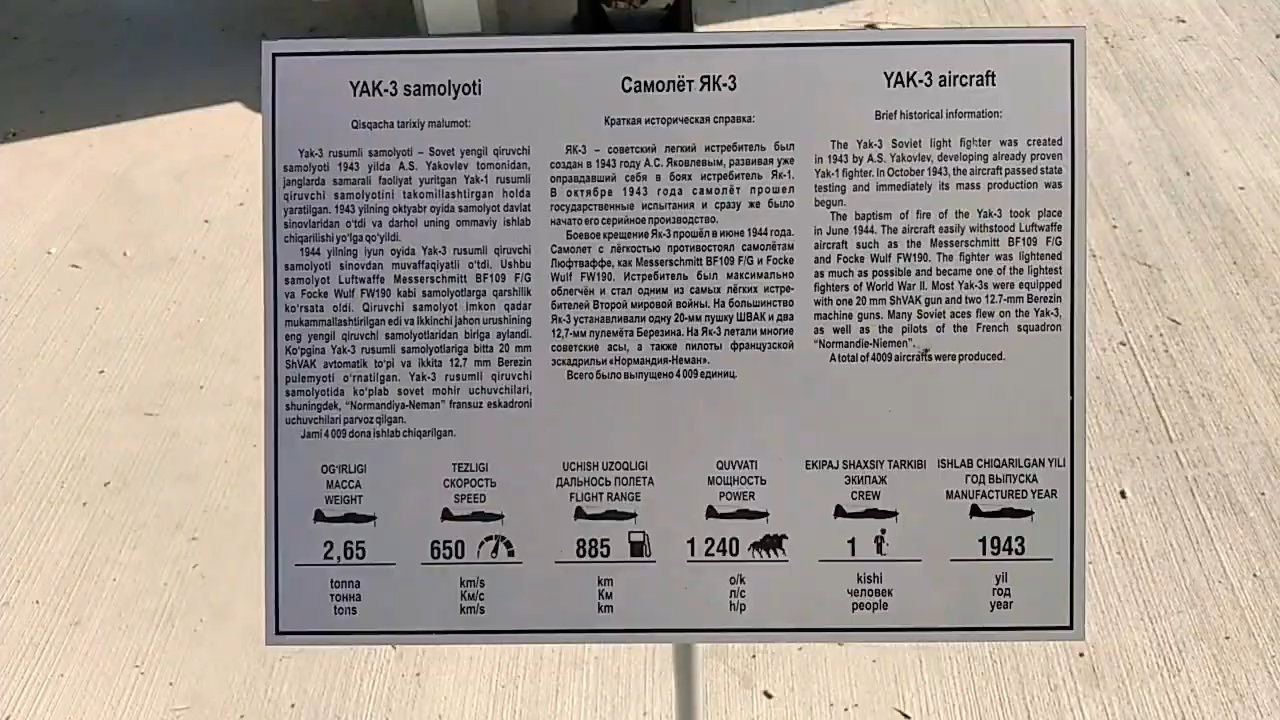 YAK-3 samolyoti
Qisqacha tarixiy malumot:
Yak-3 rusumli samolyoti – Sovet yengil qiruvchi
samolyoti 1943 yilda A.S. Yakovlev tomonidan,
janglarda samarali faoliyat yuritgan Yak-1 rusumli
qiruvchi samolyotini takomillashtirgan holda
yaratilgan. 1943 yilning oktyabr oyida samolyot davlat
sinovlaridan o'tdi va darhol uning ommaviy ishlab
chiqarilishi yo'lga qo'yildi.
1944 yilning iyun oyida Yak-3 rusumli qiruvchi
samolyoti sinovdan muvaffaqiyatli o'tdi. Ushbu
samolyot Luftwaffe Messerschmitt BF109 F/G
va Focke Wulf FW190 kabi samolyotlarga qarshilik
ko'rsata oldi. Qiruvchi samolyot imkon qadar
mukammallashtirilgan edi va Ikkinchi jahon urushining
eng yengil qiruvchi samolyotlaridan biriga aylandi.
Ko'pgina Yak-3 rusumli samolyotlariga bitta 20 mm
ShVAK avtomatik to'pi va Ikkita 12,7 mm Berezin
pulemyoti o'rnatilgan. Yak-3 rusumli qiruvchi
samolyotida ko'plab sovet mohir uchuvchilari,
shuningdek, “Normandiya-Neman” fransuz eskadroni
uchuvchilari parvoz qilgan.
Jami 4 009 dona ishlab chiqarilgan.
Самолёт ЯК-3
Краткая историческая справка:
ЯК-3 – советский легкий истребитель был
создан в 1943 году А.С. Яковлевым, развивая уже
оправдавший себя в боях истребитель Як-1.
В октябре 1943 года самолёт прошел
государственные испытания и сразу же было
начато его серийное производство.
Боевое крещение Як-3 прошёл в июне 1944 года.
Самолет с лёгкостью противостоял самолётам
Люфтваффе, как Messerschmitt BF109 F/G и Focke
Wulf FW190. Истребитель был максимально
облегчён и стал одним из самых лёгких истре-
бителей Второй мировой войны. На большинство
Як-3 устанавливали одну 20-мм пушку ШВАК и два
12,7-мм пулемёта Березина. На Як-3 летали многие
советские асы, а также пилоты французской
эскадрильи «Нормандия-Неман».
Всего было выпущено 4 009 единиц.
YAK-3 aircraft
Brief historical information:
The Yak-3 Soviet light fighter was created
in 1943 by A.S. Yakovlev, developing already proven
Yak-1 fighter. In October 1943, the aircraft passed state
testing and immediately its mass production was
begun.
The baptism of fire of the Yak-3 took place
in June 1944. The aircraft easily withstood Luftwaffe
aircraft such as the Messerschmitt BF109 F/G
and Focke Wulf FW190. The fighter was lightened
as much as possible and became one of the lightest
fighters of World War II. Most Yak-3s were equipped
with one 20 mm ShVAK gun and two 12.7-mm Berezin
machine guns. Many Soviet aces flew on the Yak-3,
as well as the pilots of the French squadron
“Normandie-Niemen”.
A total of 4009 aircrafts were produced.
OG'IRLIGI
МАССА
WEIGHT
2,65
tonna
тонна
tons
TEZLIGI
СКОРОСТЬ
SPEED
650
km/s
Км/с
km/s
UCHISH UZOQLIGI
ДАЛЬНОСЬ ПОЛЕТА
FLIGHT RANGE
885
km
Км
km
QUVVATI
МОЩНОСТЬ
POWER
1 240
o/k
л/с
h/p
EKIPAJ SHAXSIY TARKIBI
ЭКИПАЖ
CREW
1
kishi
человек
people
ISHLAB CHIQARILGAN YILI
ГОД ВЫПУСКА
MANUFACTURED YEAR
1943
yil
год
year